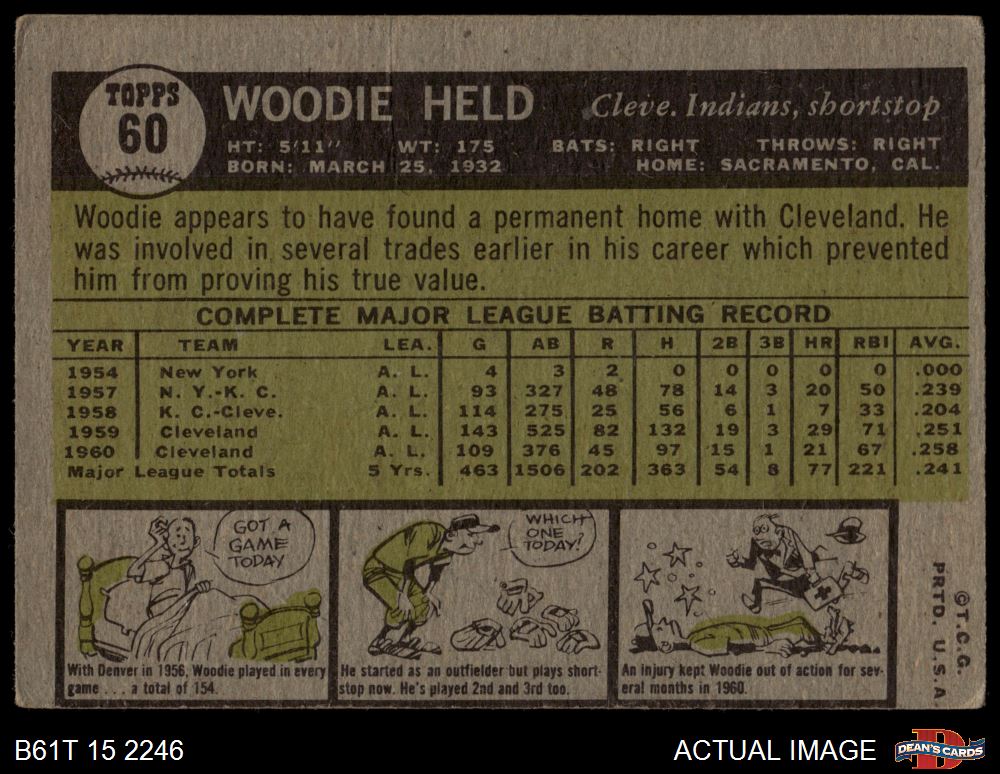 TOPPS
60
WOODIE HELD
Cleve. Indians, shortstop
HT: 5'11" WT: 175 BATS: RIGHT THROWS: RIGHT
BORN: MARCH 25, 1932 HOME: SACRAMENTO, CAL.
Woodie appears to have found a permanent home with Cleveland. He
was involved in several trades earlier in his career which prevented
him from proving his true value.
COMPLETE MAJOR LEAGUE BATTING RECORD
YEAR TEAM LEA. G AB R H 2B 3B HR RBI AVG.
1954 New York A. L. 4 3 2 0 0 0 0 0 .000
1957 N. Y.-K. C. A. L. 93 327 48 78 14 3 20 50 .239
1958 K. C.-Cleve. A. L. 114 275 25 56 6 1 7 33 .204
1959 Cleveland A. L. 143 525 82 132 19 3 29 71 .251
1960 Cleveland A. L. 109 376 45 97 15 1 21 67 .258
Major League Totals 5 Yrs. 463 1506 202 363 54 8 77 221 .241
GOT A
GAME
TODAY
With Denver in 1956, Woodie played in every
game . . . a total of 154.
WHICH
ONE
TODAY?
He started as an outfielder but plays short-
stop now. He's played 2nd and 3rd too.
An injury kept Woodie out of action for sev-
eral months in 1960.
©T.C.G.
PRTD. U.S.A.
B61T 15 2246
ACTUAL IMAGE
D
DEAN'S CARDS